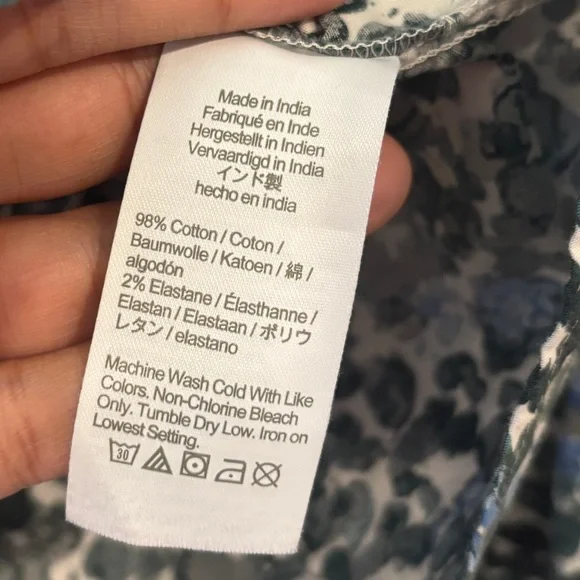 Made in India
Fabriqué en Inde
Hergestellt in Indien
Vervaardigd in India
インド製
hecho en india
98% Cotton / Coton /
Baumwolle / Katoen / 綿 /
algodón
2% Elastane / Élasthanne /
Elastan / Elastaan / ポリウ
レタン / elastano
Machine Wash Cold With Like
Colors. Non-Chlorine Bleach
Only. Tumble Dry Low. Iron on
Lowest Setting.
30